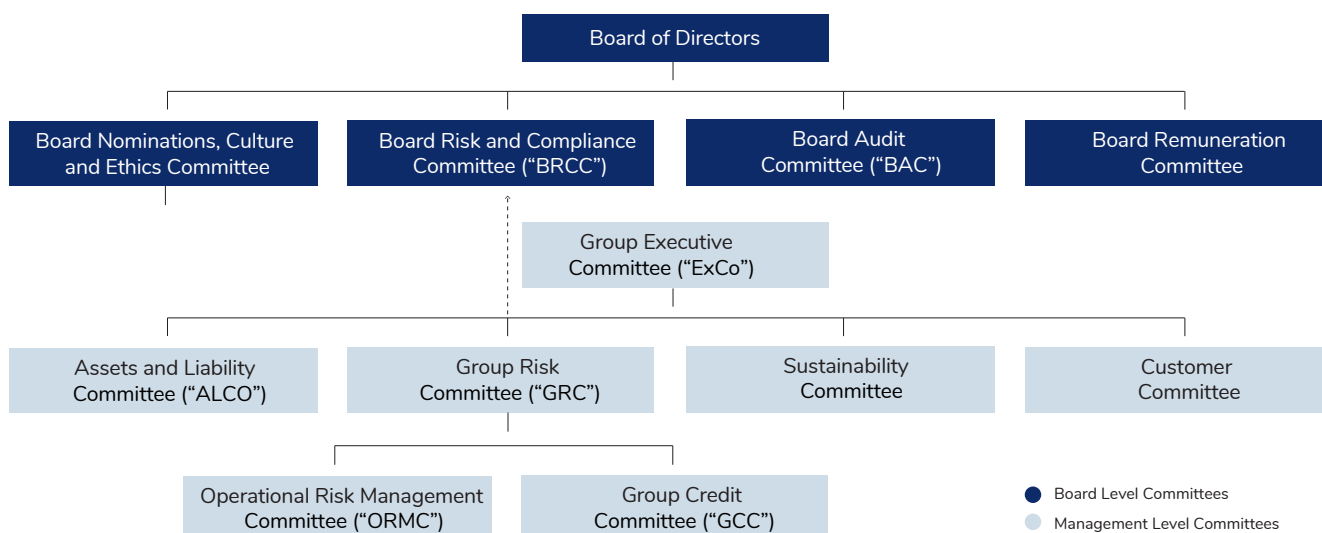 Board of Directors
Board Nominations, Culture
and Ethics Committee
Board Risk and Compliance
Committee (“BRCC”)
Board Audit
Committee (“BAC”)
Board Remuneration
Committee
Group Executive
Committee (“ExCo”)
Assets and Liability
Committee (“ALCO”)
Group Risk
Committee (“GRC”)
Sustainability
Committee
Customer
Committee
Operational Risk Management
Committee (“ORMC”)
Group Credit
Committee (“GCC”)
Board Level Committees
Management Level Committees